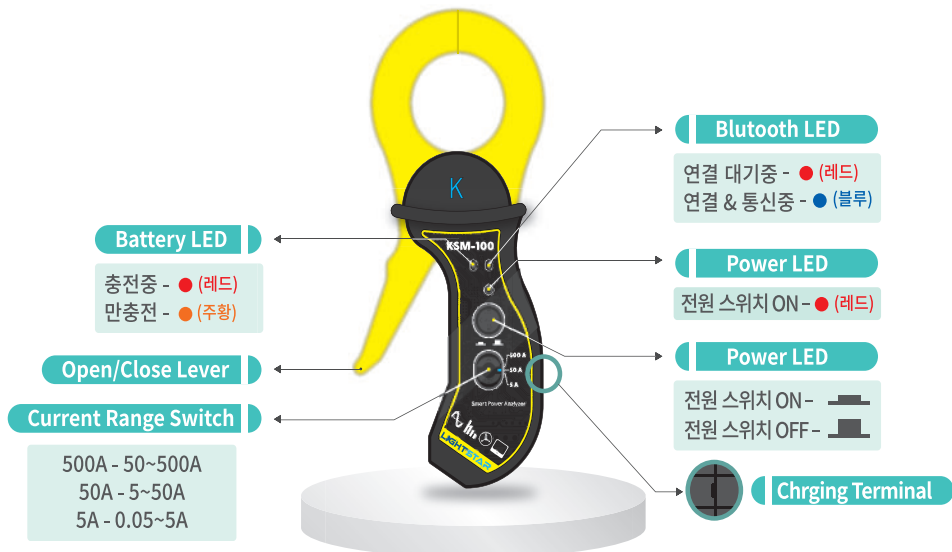 Blutooth LED
연결 대기중 - ● (레드)
연결 & 통신중 - ● (블루)
K
Battery LED
충전중 - ● (레드)
만충전 - ● (주황)
KSM-100
Power LED
전원 스위치 ON - ● (레드)
Open/Close Lever
500 A
50 A
5 A
Power LED
전원 스위치 ON -
전원 스위치 OFF -
Current Range Switch
500A - 50~500A
50A - 5~50A
5A - 0.05~5A
Smart Power Analyzer
LIGHTSTAR
Chrging Terminal